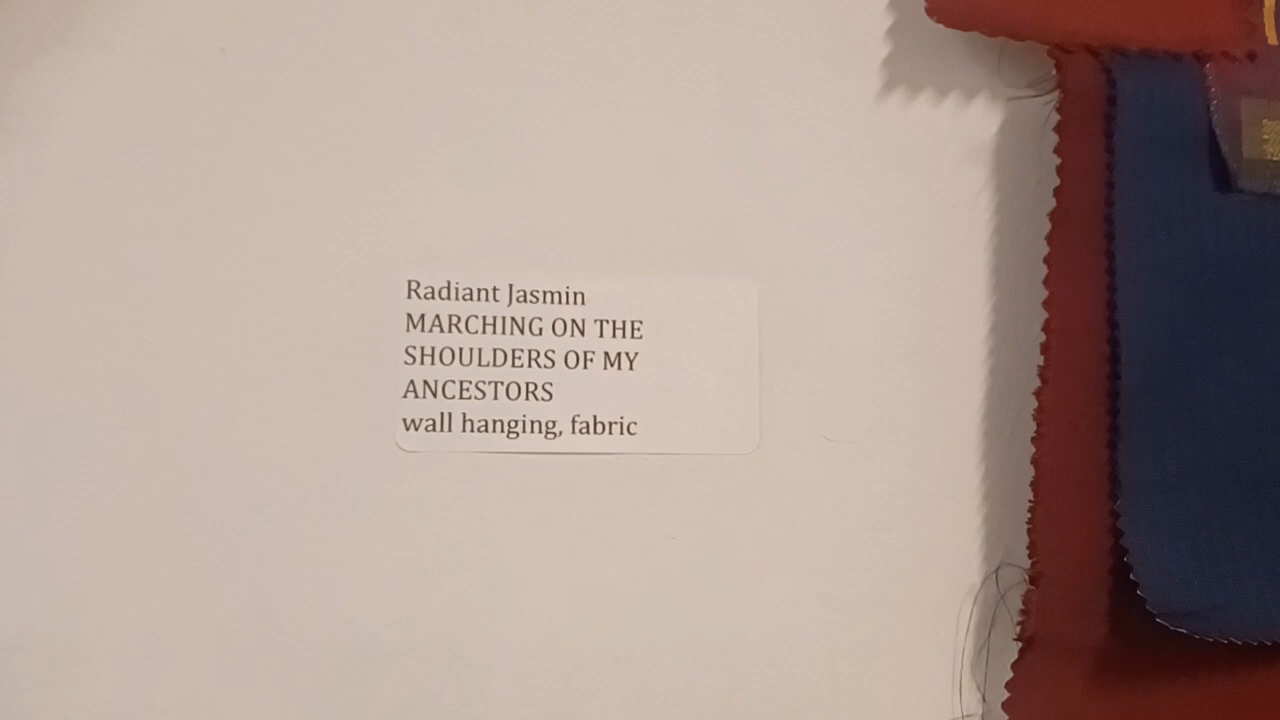 Radiant Jasmin
MARCHING ON THE
SHOULDERS OF MY
ANCESTORS
wall hanging, fabric